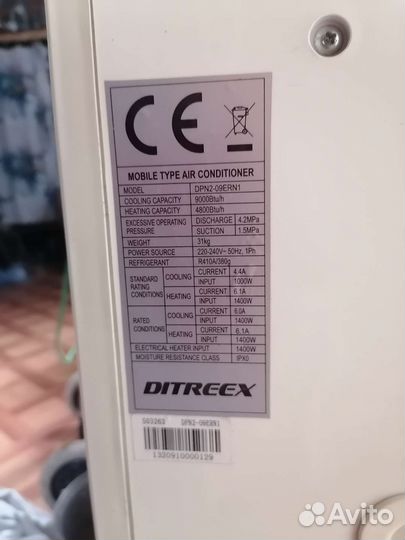 CE
MOBILE TYPE AIR CONDITIONER
MODEL DPN2-09ERN1
COOLING CAPACITY 9000Btu/h
HEATING CAPACITY 4800Btu/h
EXCESSIVE OPERATING PRESSURE DISCHARGE 4.2MPa
SUCTION 1.5MPa
WEIGHT 31kg
POWER SOURCE 220-240V~ 50Hz, 1Ph
REFRIGERANT R410A/380g
STANDARD RATING CONDITIONS COOLING CURRENT 4.4A
INPUT 1000W
HEATING CURRENT 6.1A
INPUT 1400W
RATED CONDITIONS COOLING CURRENT 6.0A
INPUT 1400W
HEATING CURRENT 6.1A
INPUT 1400W
ELECTRICAL HEATER INPUT 1400W
MOISTURE RESISTANCE CLASS IPX0
DITREEX
S03263 DPN2-09ERN1
1320910000129
Avito